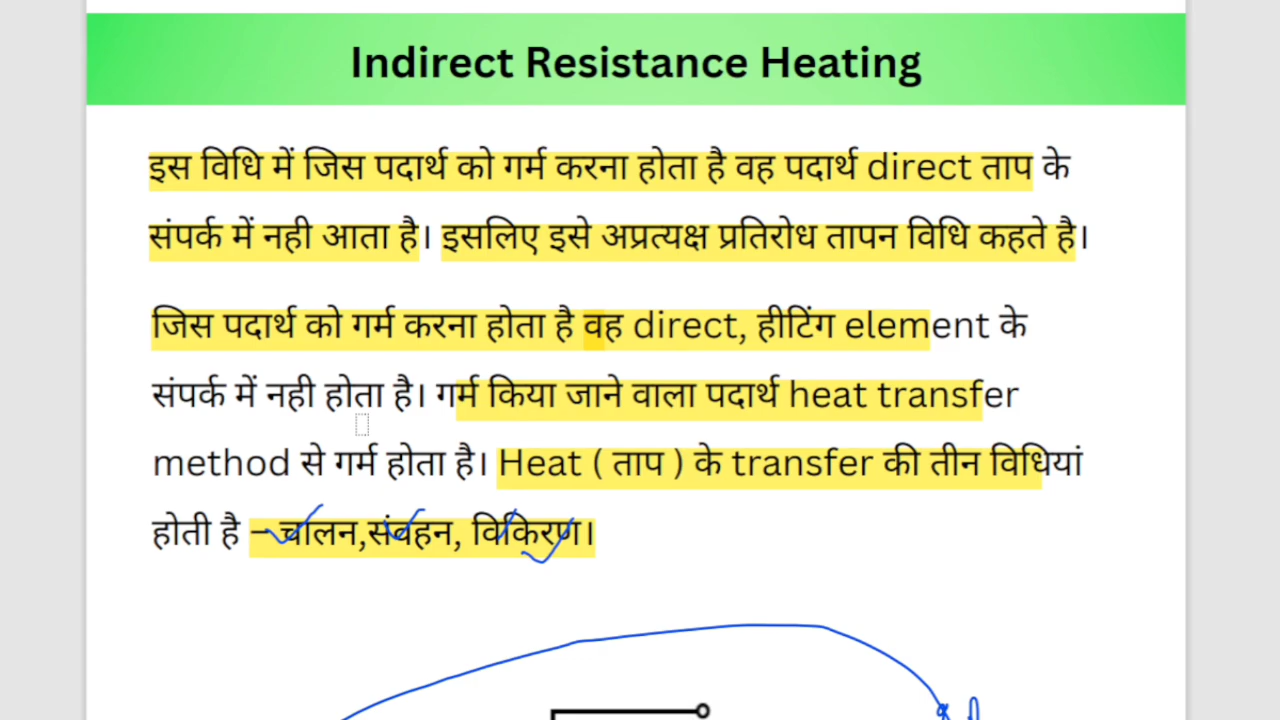 Indirect Resistance Heating
इस विधि में जिस पदार्थ को गर्म करना होता है वह पदार्थ direct ताप के
संपर्क में नही आता है। इसलिए इसे अप्रत्यक्ष प्रतिरोध तापन विधि कहते है।
जिस पदार्थ को गर्म करना होता है वह direct, हीटिंग element के
संपर्क में नही होता है। गर्म किया जाने वाला पदार्थ heat transfer
method से गर्म होता है। Heat ( ताप ) के transfer की तीन विधियां
होती है – चालन,संवहन, विकिरण।